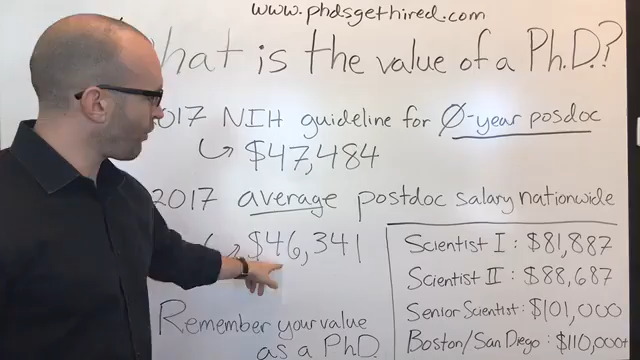 www.phdsgethired.com
hat is the value of a Ph.D.?
2017 NIH guideline for 0-year posdoc
$47,484
2017 average postdoc salary nationwide
$46,341
Scientist I : $81,887
Scientist II : $88,687
Senior Scientist : $101,000
Boston/San Diego : $110,000+
Remember your value
as a PhD.